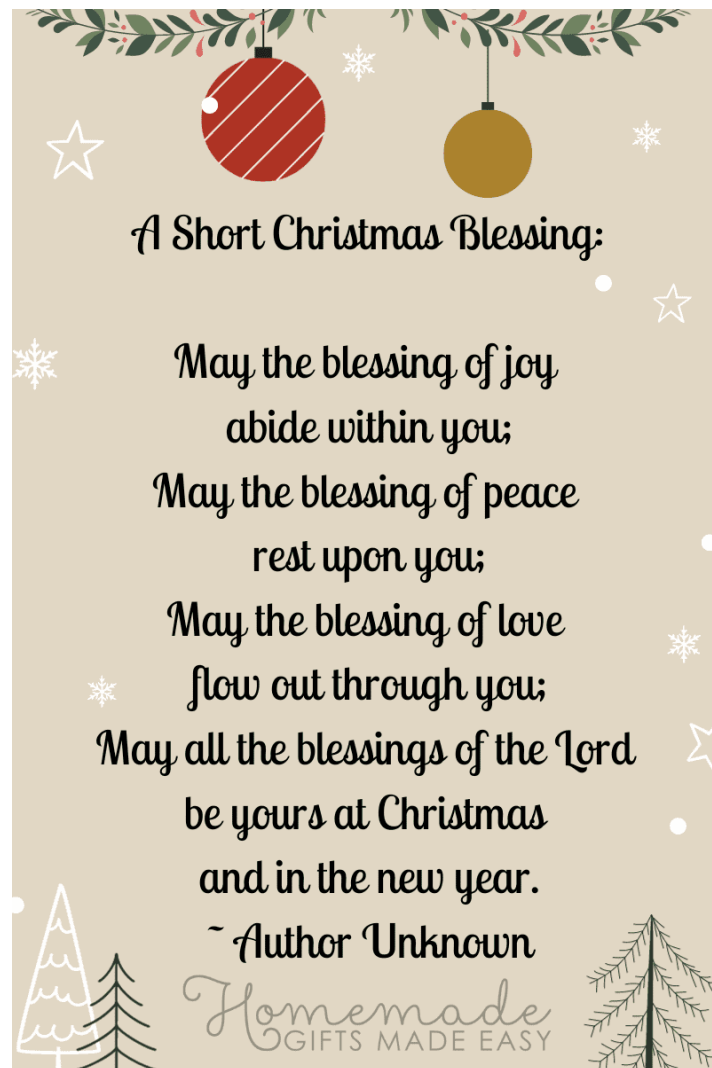 A Short Christmas Blessing:
May the blessing of joy
abide within you;
May the blessing of peace
rest upon you;
May the blessing of love
flow out through you;
May all the blessings of the Lord
be yours at Christmas
and in the new year.
~ Author Unknown
Homemade
GIFTS MADE EASY